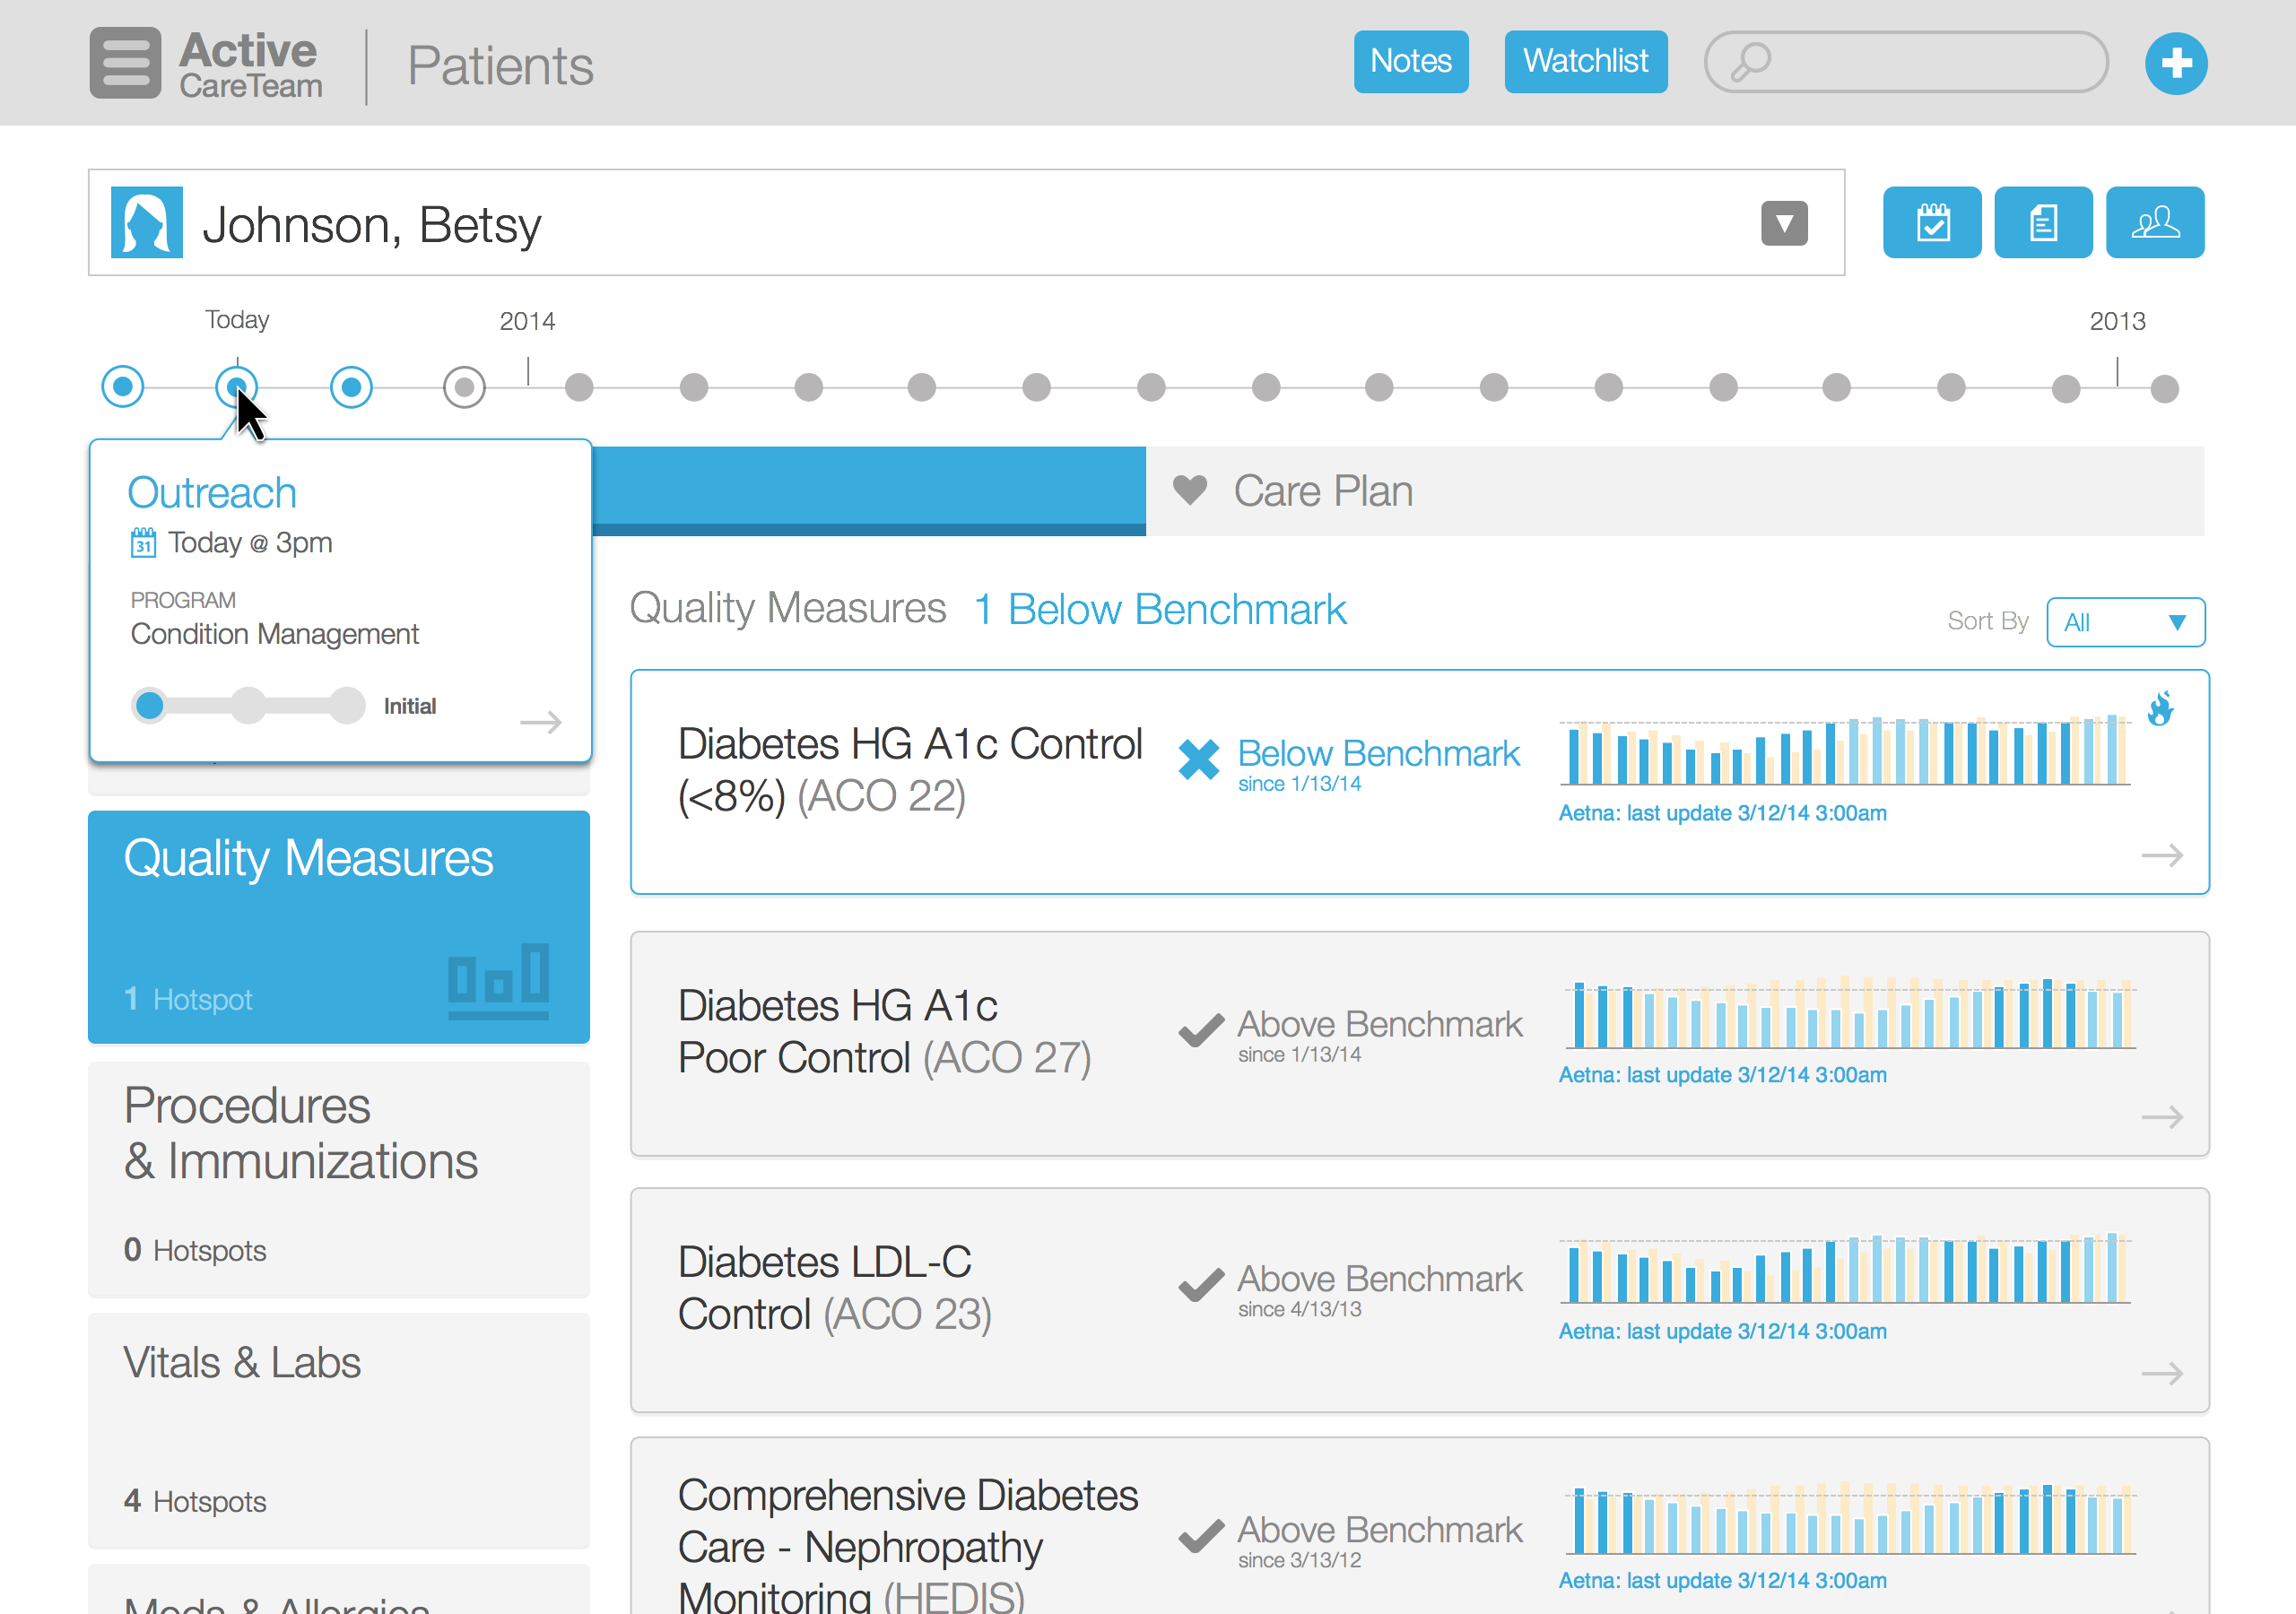 Active
CareTeam
Patients
Notes
Watchlist
Johnson, Betsy
Today
2014
2013
Outreach
31
Today @ 3pm
PROGRAM
Condition Management
Initial
Care Plan
Quality Measures 1 Below Benchmark
Sort By
All
Diabetes HG A1c Control
(<8%) (ACO 22)
Below Benchmark
since 1/13/14
Aetna: last update 3/12/14 3:00am
Quality Measures
1 Hotspot
Diabetes HG A1c
Poor Control (ACO 27)
Above Benchmark
since 1/13/14
Aetna: last update 3/12/14 3:00am
Procedures
& Immunizations
0 Hotspots
Diabetes LDL-C
Control (ACO 23)
Above Benchmark
since 4/13/13
Aetna: last update 3/12/14 3:00am
Vitals & Labs
4 Hotspots
Comprehensive Diabetes
Care - Nephropathy
Monitoring (HEDIS)
Above Benchmark
since 3/13/12
Aetna: last update 3/12/14 3:00am
Meds & Allergies